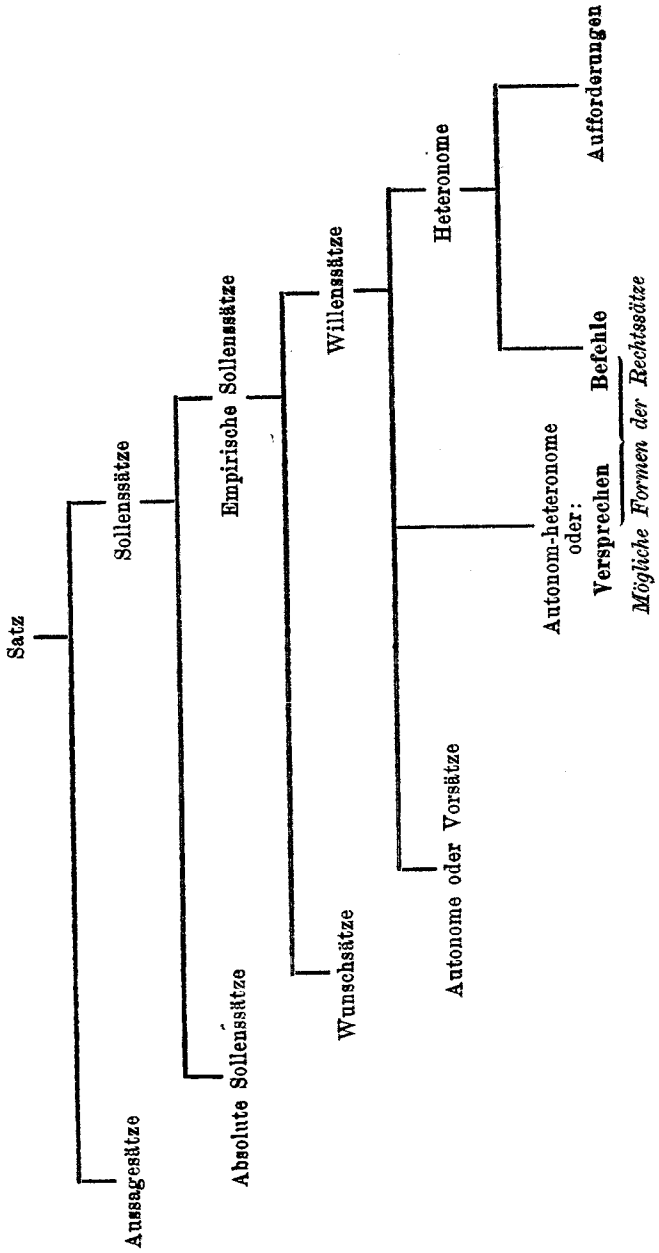 Satz
Aussagesätze
Sollenssätze
Absolute Sollenssätze
Empirische Sollenssätze
Wunschsätze
Willenssätze
Autonome oder Vorsätze
Heteronome
Autonom-heteronome
oder:
Versprechen
Befehle
Aufforderungen
Mögliche Formen der Rechtssätze